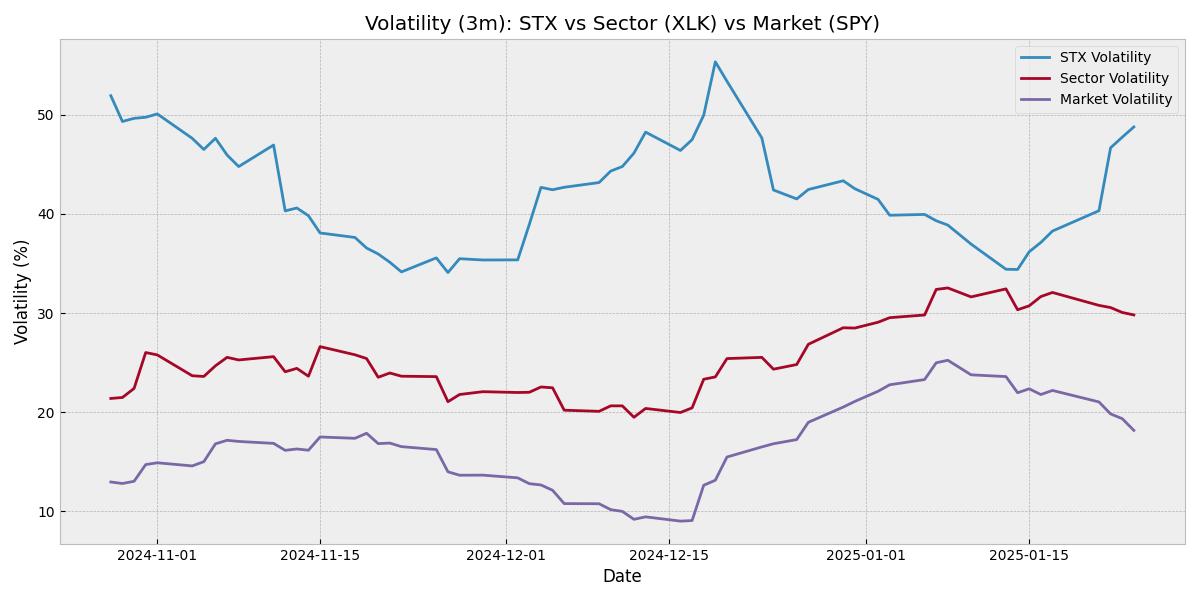 Volatility (3m): STX vs Sector (XLK) vs Market (SPY)
STX Volatility
Sector Volatility
Market Volatility
Volatility (%)
50
40
30
20
10
2024-11-01
2024-11-15
2024-12-01
2024-12-15
2025-01-01
2025-01-15
Date